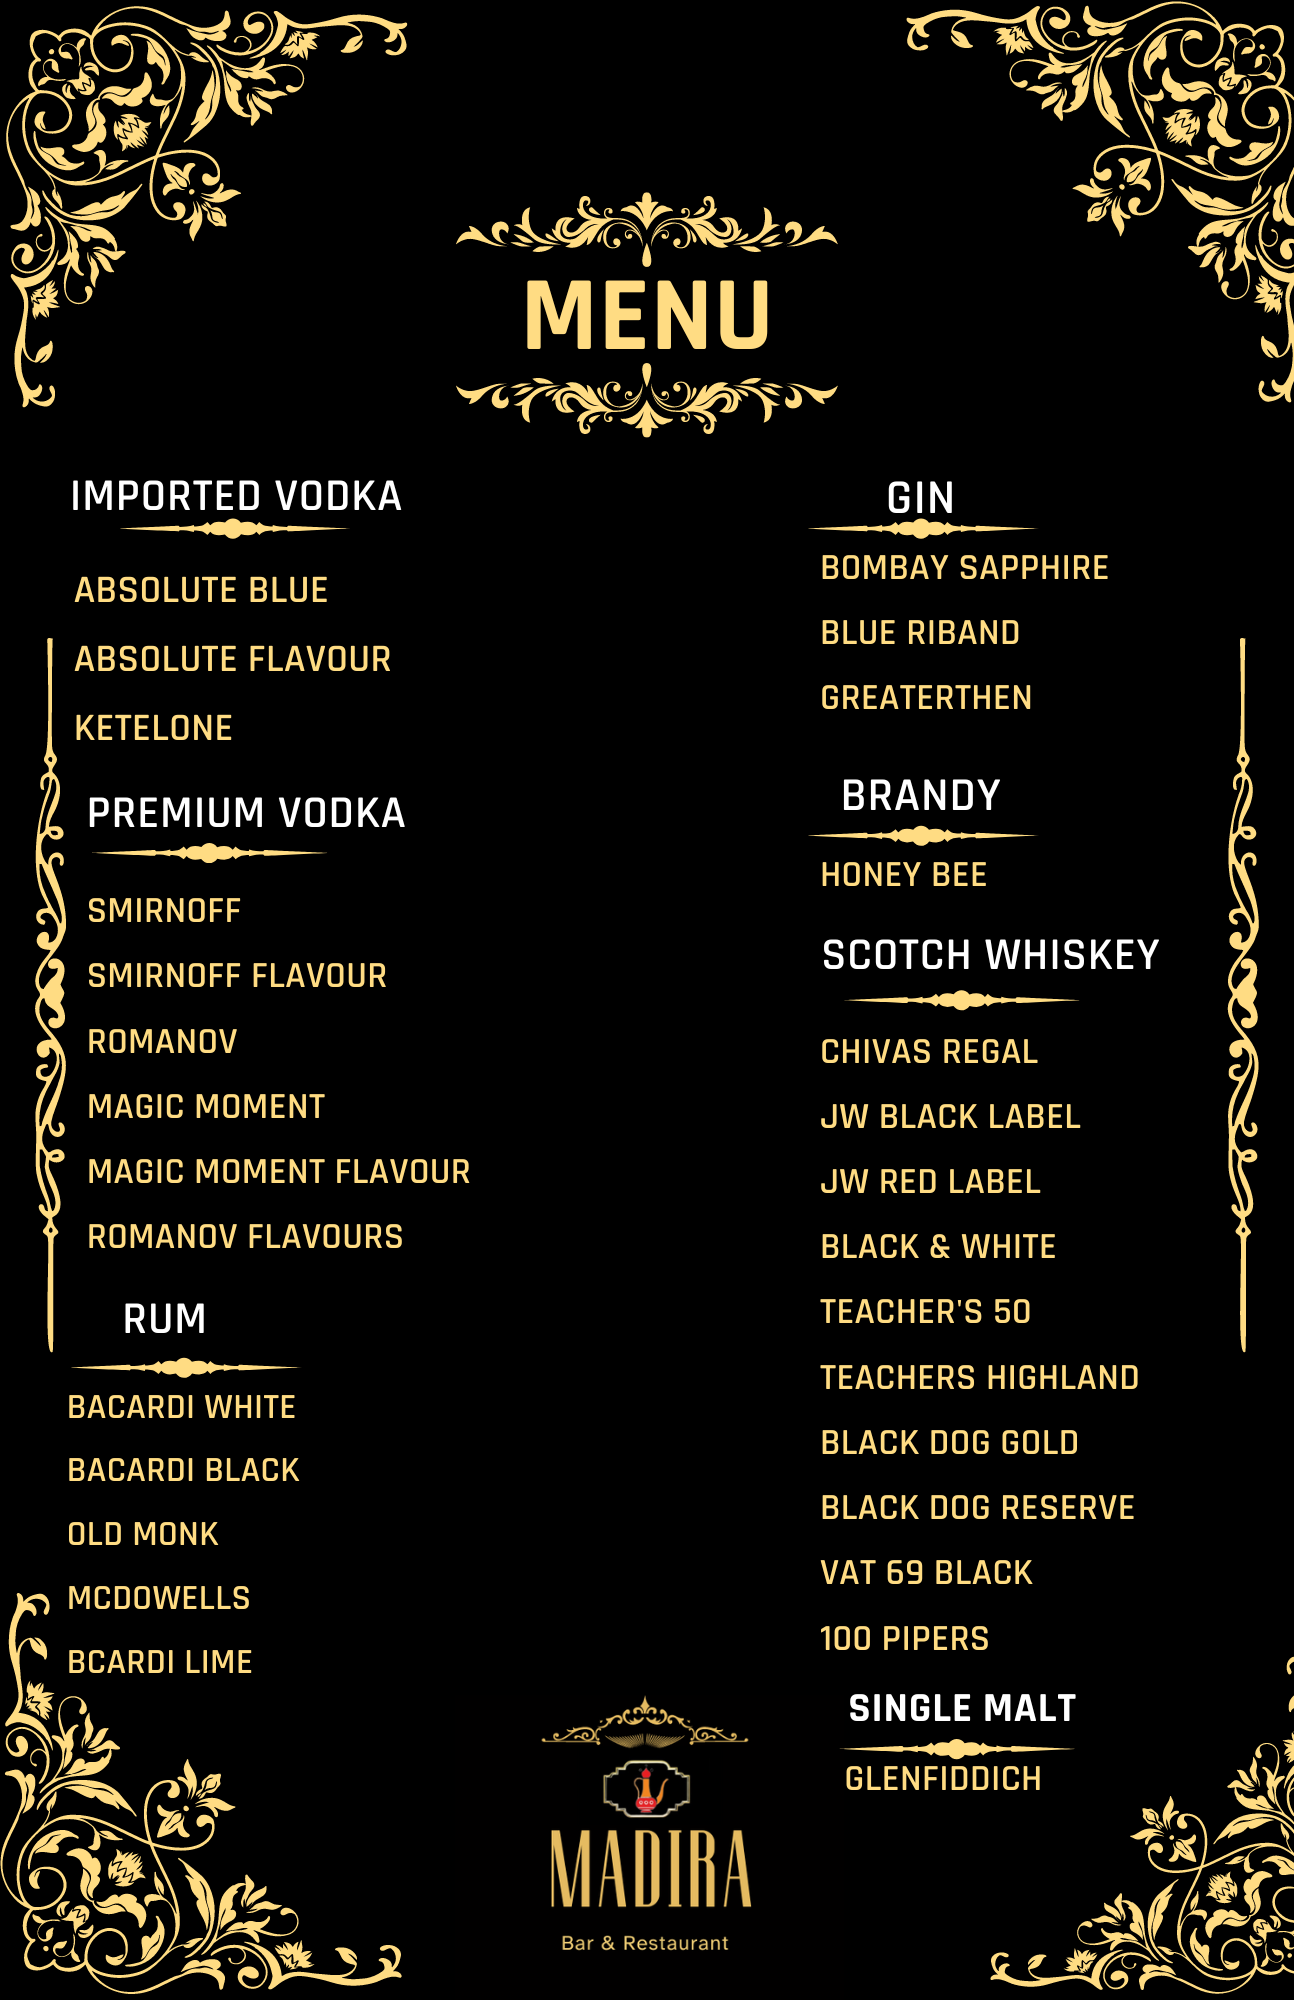 MENU
IMPORTED VODKA
ABSOLUTE BLUE
ABSOLUTE FLAVOUR
KETELONE
PREMIUM VODKA
SMIRNOFF
SMIRNOFF FLAVOUR
ROMANOV
MAGIC MOMENT
MAGIC MOMENT FLAVOUR
ROMANOV FLAVOURS
RUM
BACARDI WHITE
BACARDI BLACK
OLD MONK
MCDOWELLS
BCARDI LIME
GIN
BOMBAY SAPPHIRE
BLUE RIBAND
GREATERTHEN
BRANDY
HONEY BEE
SCOTCH WHISKEY
CHIVAS REGAL
JW BLACK LABEL
JW RED LABEL
BLACK & WHITE
TEACHER'S 50
TEACHERS HIGHLAND
BLACK DOG GOLD
BLACK DOG RESERVE
VAT 69 BLACK
100 PIPERS
SINGLE MALT
GLENFIDDICH
MADIRA
Bar & Restaurant